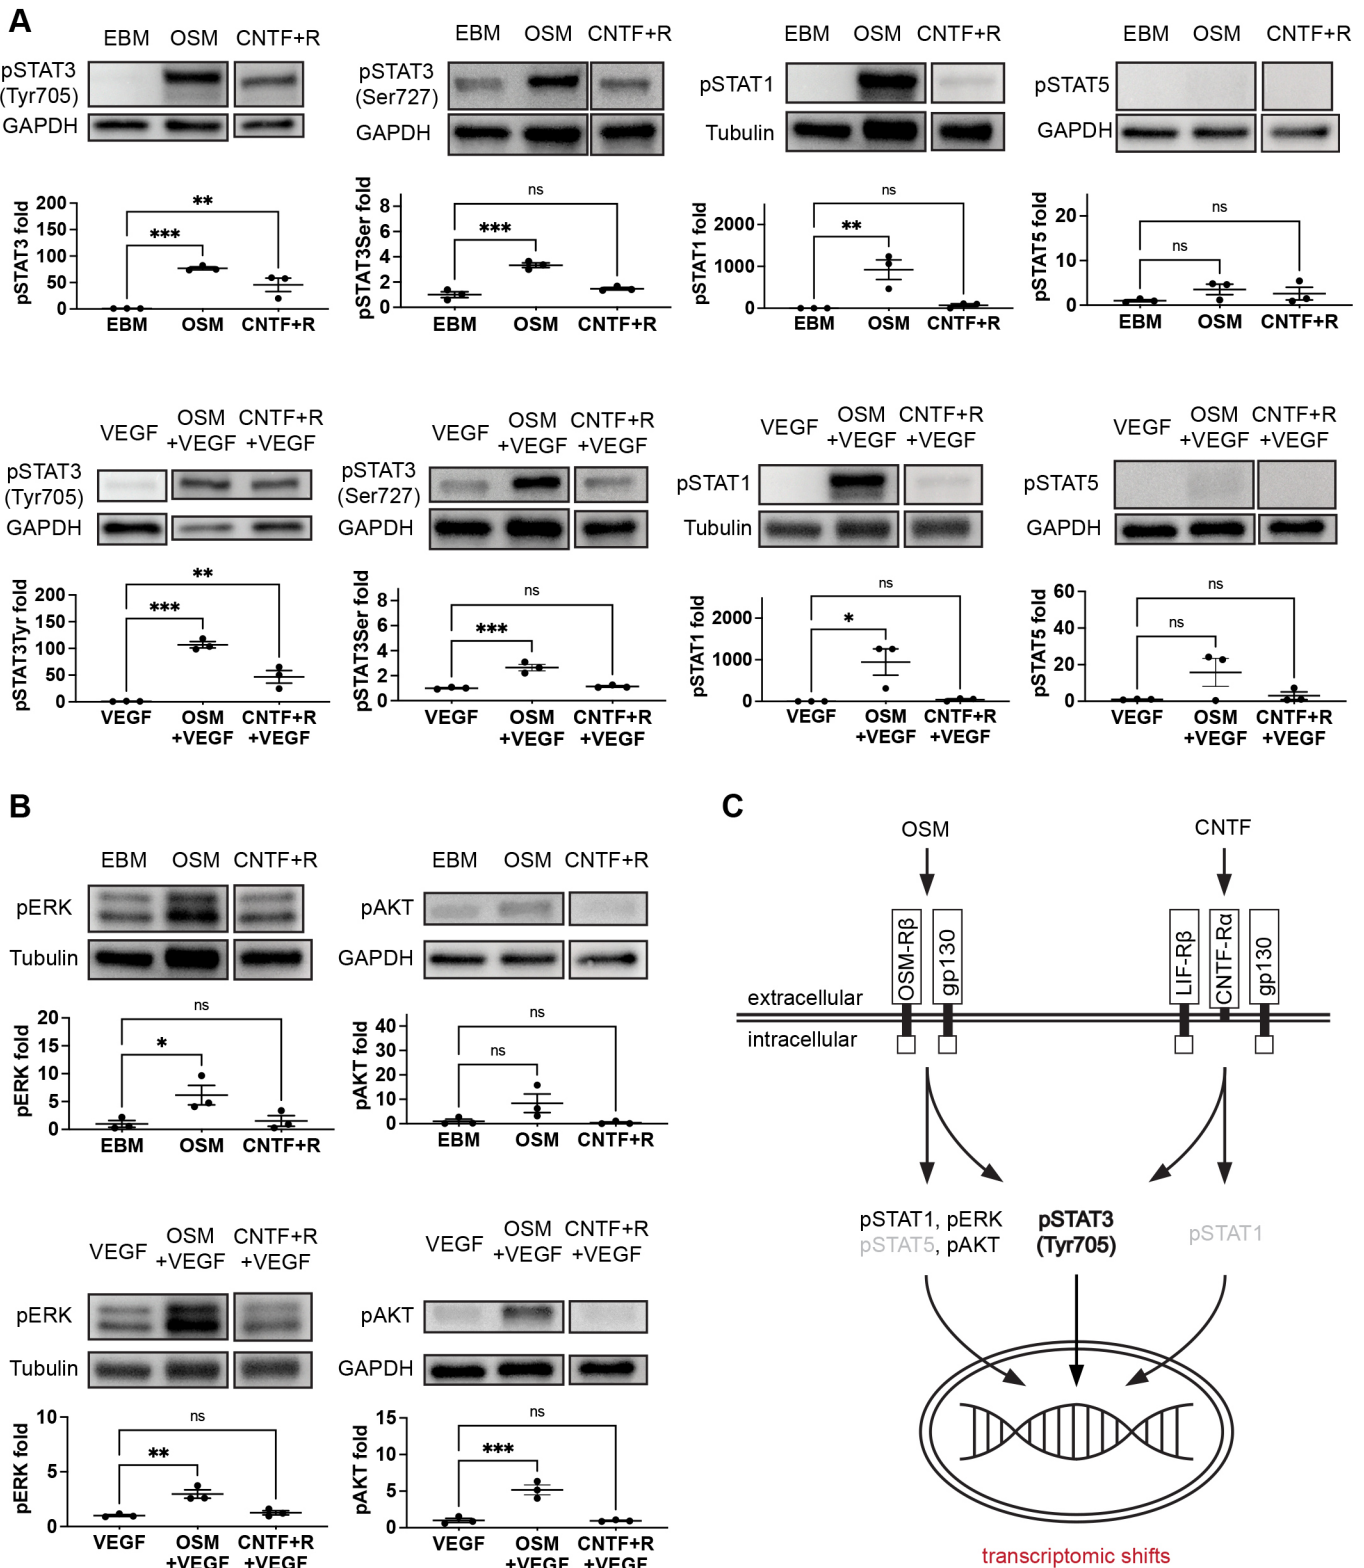 A
EBM OSM CNTF+R
pSTAT3
(Tyr705)
GAPDH
200
150
100
50
0
pSTAT3 fold
**
***
EBM OSM CNTF+R
EBM OSM CNTF+R
pSTAT3
(Ser727)
GAPDH
8
6
4
2
0
pSTAT3Ser fold
ns
***
EBM OSM CNTF+R
EBM OSM CNTF+R
pSTAT1
Tubulin
2000
1000
0
pSTAT1 fold
ns
**
EBM OSM CNTF+R
EBM OSM CNTF+R
pSTAT5
GAPDH
20
10
0
pSTAT5 fold
ns
ns
EBM OSM CNTF+R
VEGF OSM +VEGF CNTF+R +VEGF
pSTAT3
(Tyr705)
GAPDH
200
150
100
50
0
pSTAT3Tyr fold
**
***
VEGF OSM CNTF+R
+VEGF +VEGF
VEGF OSM +VEGF CNTF+R +VEGF
pSTAT3
(Ser727)
GAPDH
8
6
4
2
0
pSTAT3Ser fold
ns
***
VEGF OSM CNTF+R
+VEGF +VEGF
VEGF OSM +VEGF CNTF+R +VEGF
pSTAT1
Tubulin
2000
1000
0
pSTAT1 fold
ns
*
VEGF OSM CNTF+R
+VEGF +VEGF
VEGF OSM +VEGF CNTF+R +VEGF
pSTAT5
GAPDH
60
40
20
0
pSTAT5 fold
ns
ns
VEGF OSM CNTF+R
+VEGF +VEGF
B
EBM OSM CNTF+R
pERK
Tubulin
20
15
10
5
0
pERK fold
ns
*
EBM OSM CNTF+R
EBM OSM CNTF+R
pAKT
GAPDH
40
30
20
10
0
pAKT fold
ns
ns
EBM OSM CNTF+R
VEGF OSM +VEGF CNTF+R +VEGF
pERK
Tubulin
10
5
0
pERK fold
ns
**
VEGF OSM CNTF+R
+VEGF +VEGF
VEGF OSM +VEGF CNTF+R +VEGF
pAKT
GAPDH
15
10
5
0
pAKT fold
ns
***
VEGF OSM CNTF+R
+VEGF +VEGF
C
OSM CNTF
OSM-Rβ gp130 LIF-Rβ CNTF-Rα gp130
extracellular
intracellular
pSTAT1, pERK
pSTAT5, pAKT
pSTAT3
(Tyr705)
pSTAT1
transcriptomic shifts